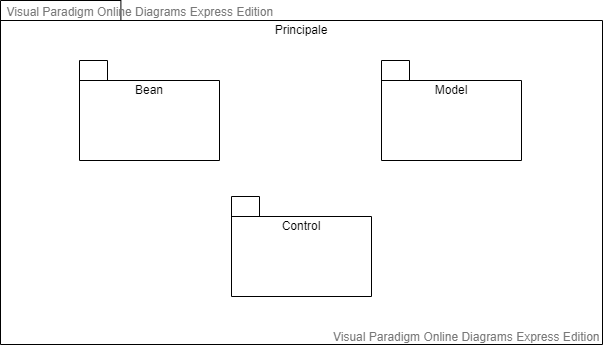 Visual Paradigm Online Diagrams Express Edition
Principale
Bean
Model
Control
Visual Paradigm Online Diagrams Express Edition